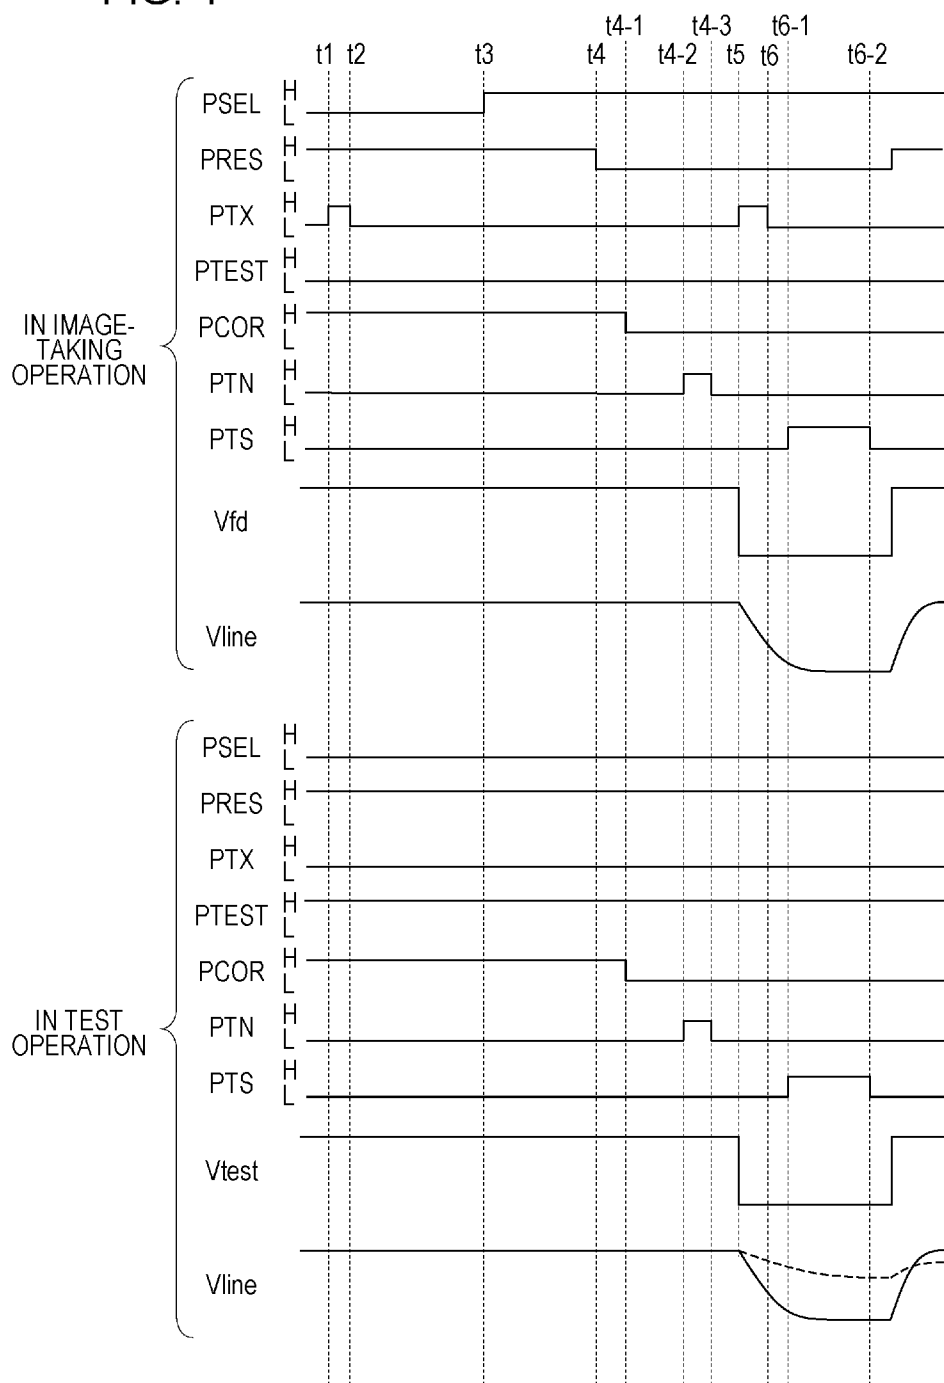 t4-1 t4-3 t6-1
t1 t2 t3 t4 t4-2 t5 t6 t6-2
IN IMAGE-
TAKING
OPERATION
PSEL H
L
PRES H
L
PTX H
L
PTEST H
L
PCOR H
L
PTN H
L
PTS H
L
Vfd
Vline
IN TEST
OPERATION
PSEL H
L
PRES H
L
PTX H
L
PTEST H
L
PCOR H
L
PTN H
L
PTS H
L
Vtest
Vline